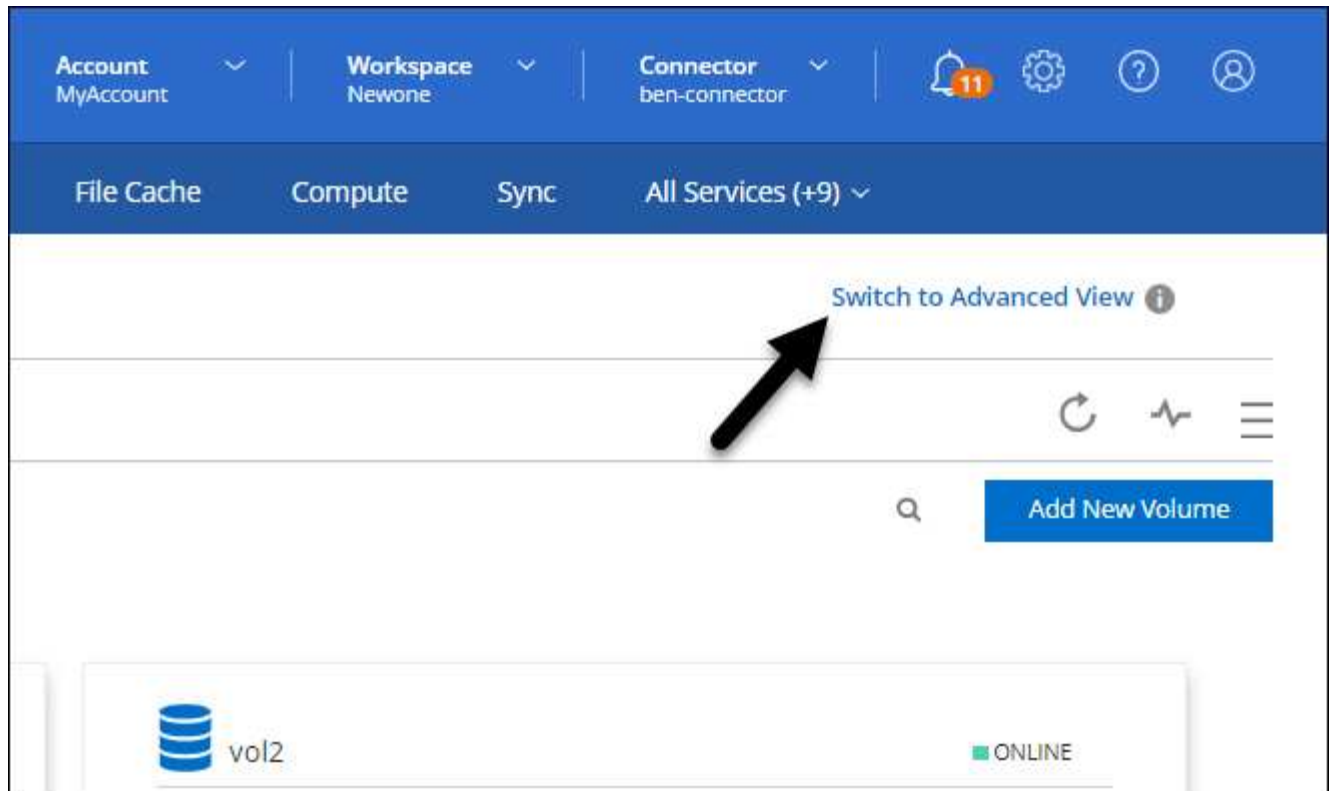 Account Workspace Connector
MyAccount Newone ben-connector 11
File Cache Compute Sync All Services (+9)
Switch to Advanced View
Add New Volume
vol2 ONLINE